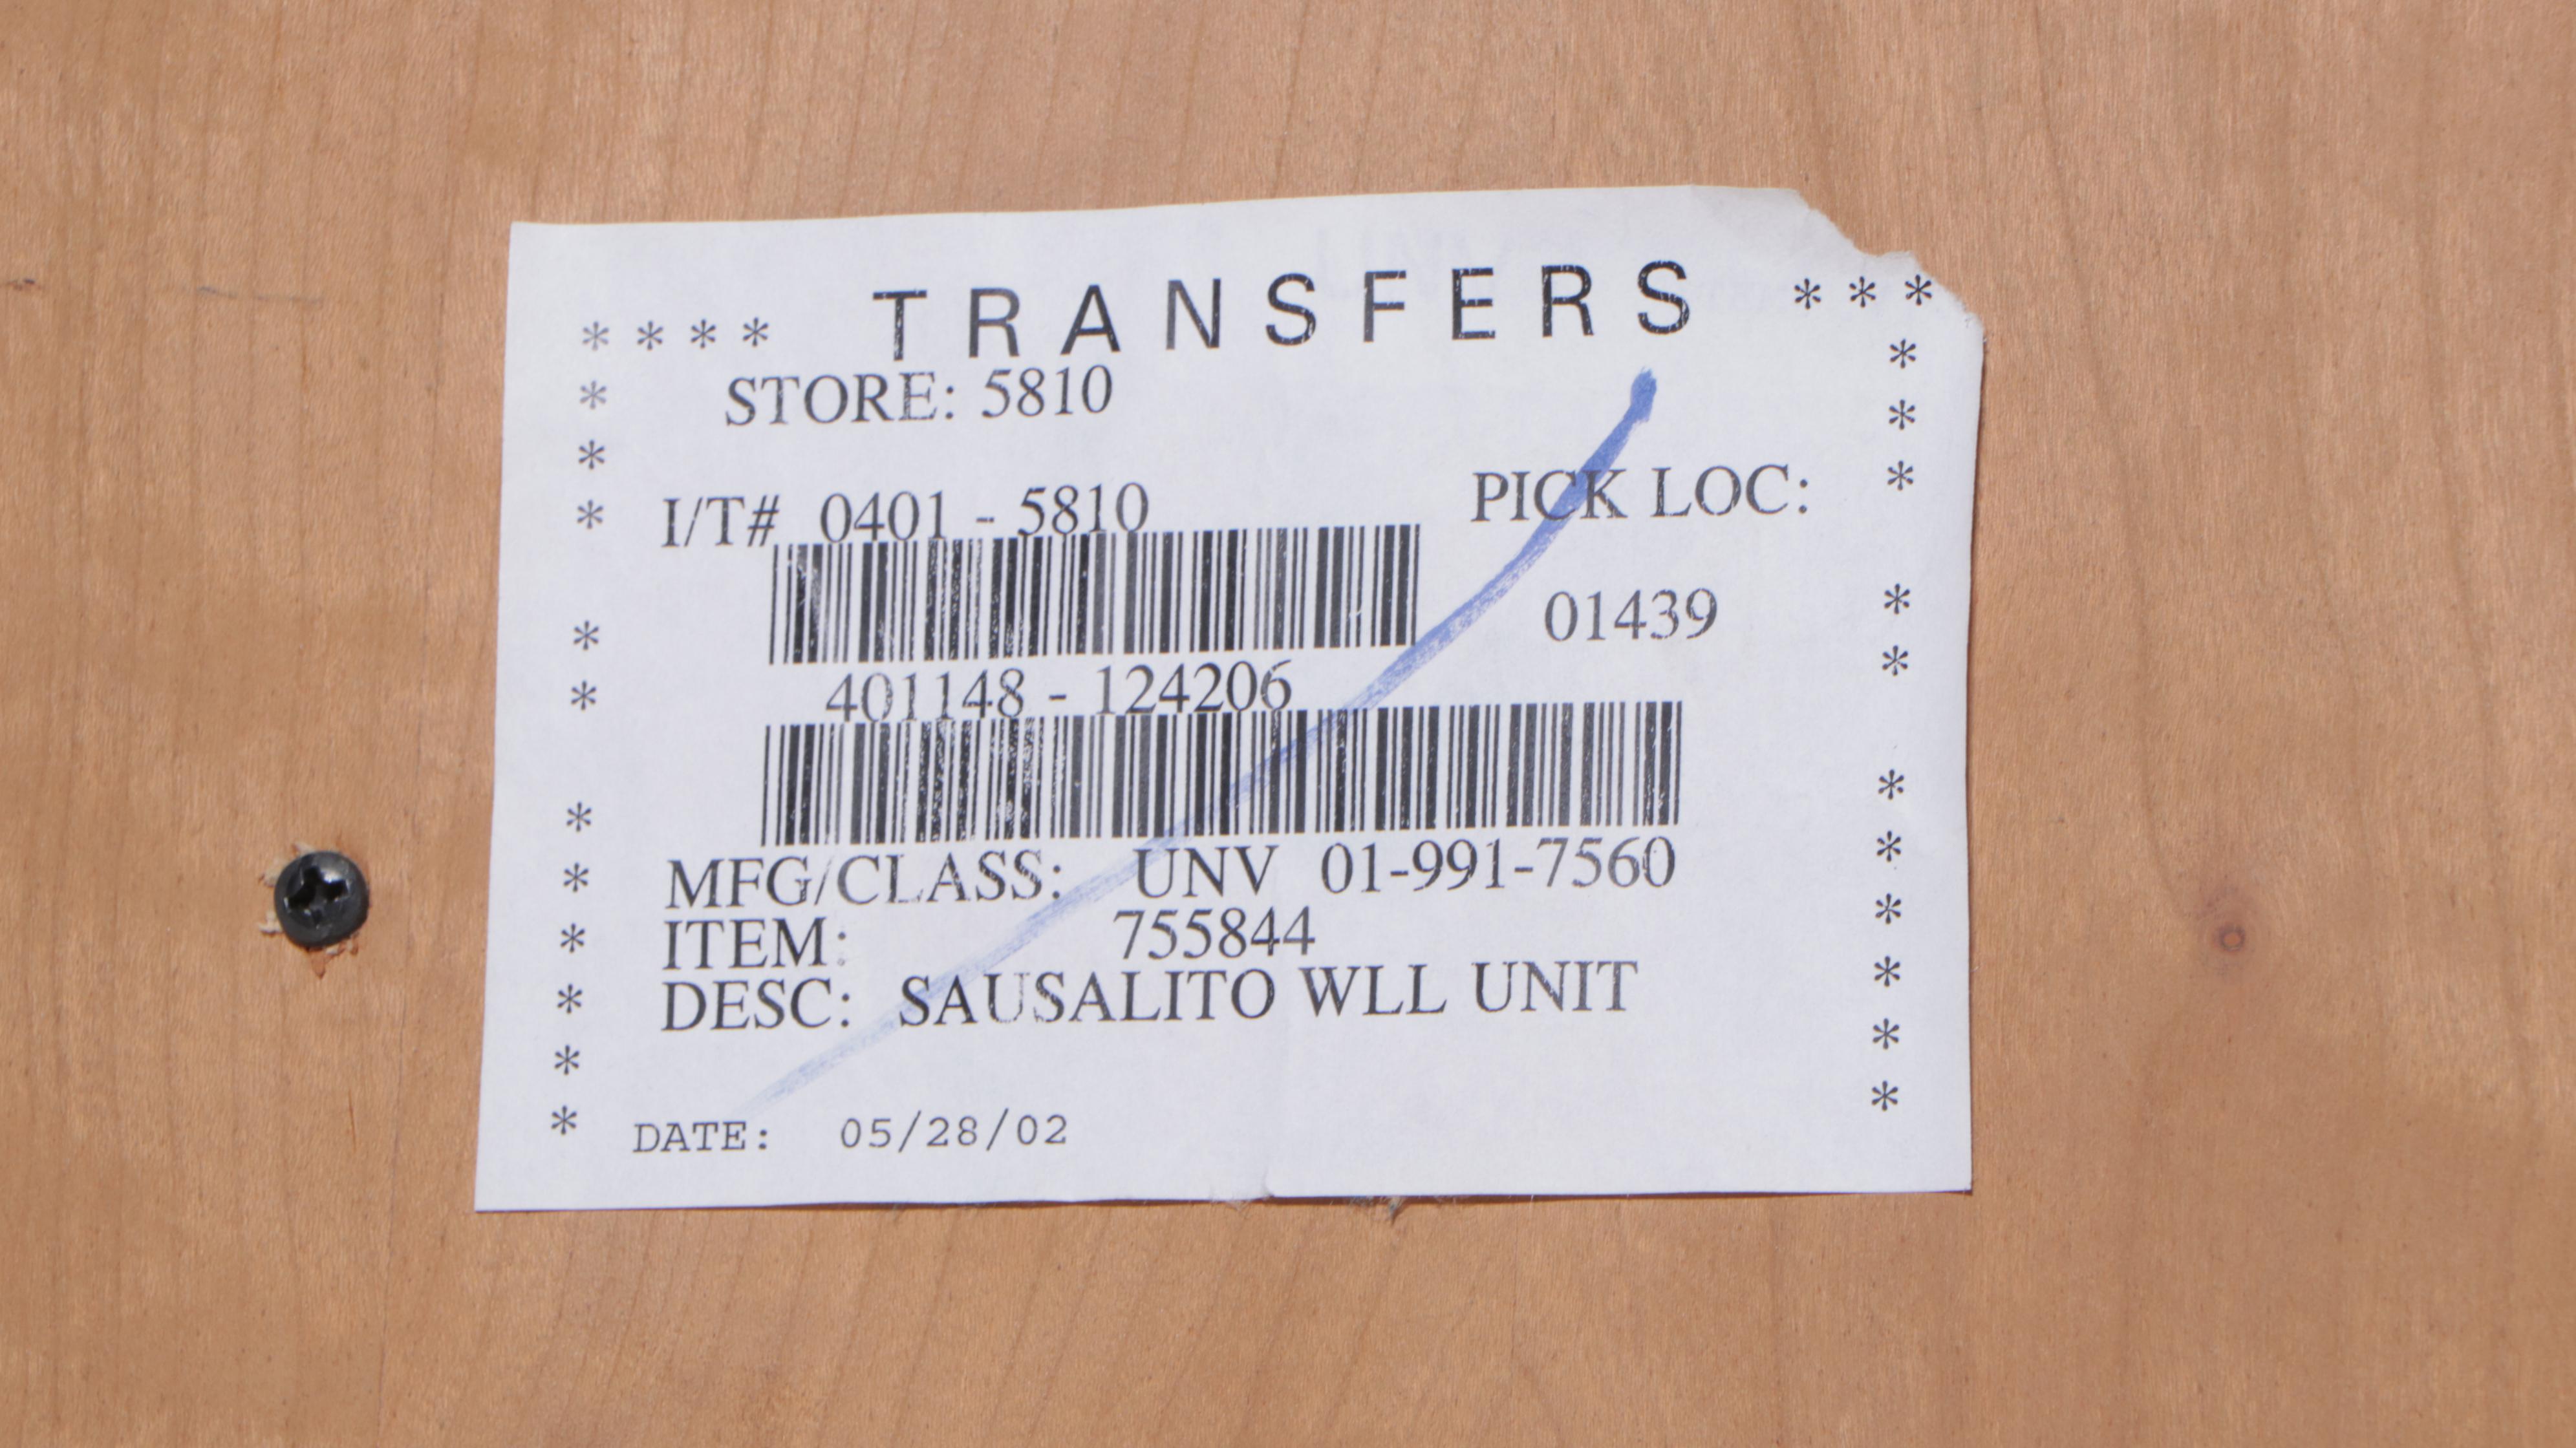 * * * * TRANSFERS * * *
* STORE: 5810 *
* *
* I/T# 0401 - 5810 PICK LOC: *
* 01439 *
* 401148 - 124206 *
* *
* MFG/CLASS: UNV 01-991-7560 *
* ITEM: 755844 *
* DESC: SAUSALITO WLL UNIT *
* *
* DATE: 05/28/02 *